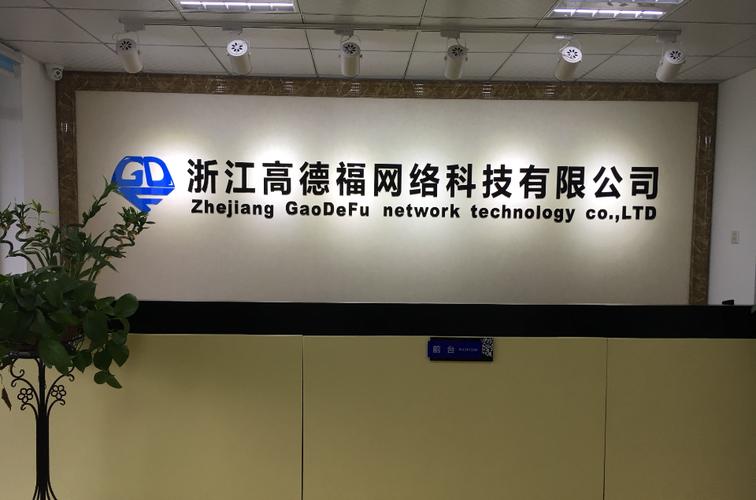 GD
浙江高德福网络科技有限公司
Zhejiang GaoDeFu network technology co.,LTD
前台